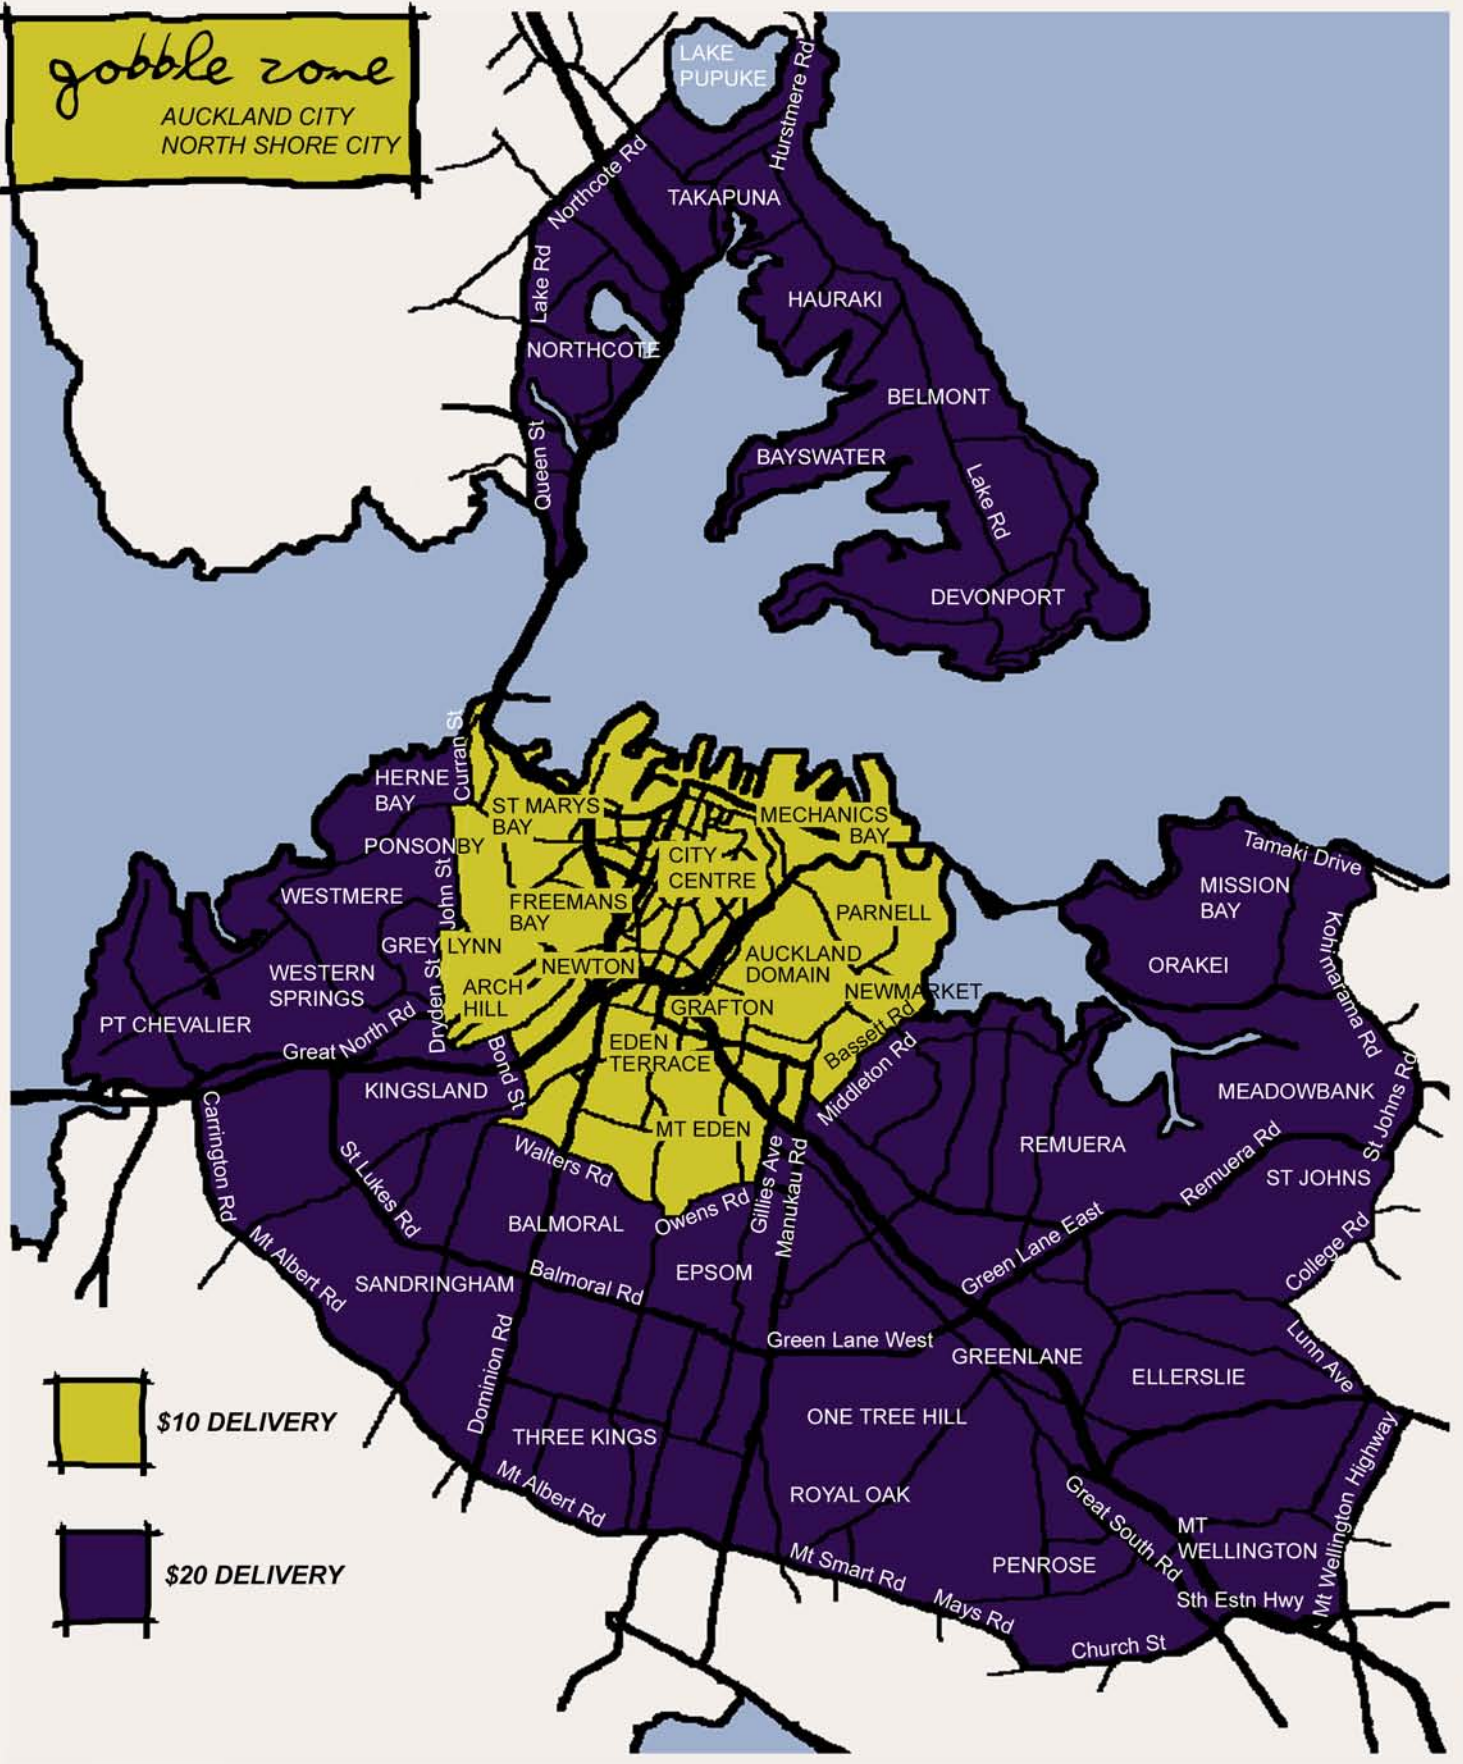 gobble zone
AUCKLAND CITY
NORTH SHORE CITY
LAKE
PUPUKE
Hurstmere Rd
Northcote Rd
TAKAPUNA
Lake Rd
HAURAKI
NORTHCOTE
BELMONT
Queen St
BAYSWATER
Lake Rd
DEVONPORT
Curran St
HERNE
BAY
ST MARYS
BAY
MECHANICS
BAY
PONSONBY
CITY
CENTRE
Tamaki Drive
MISSION
BAY
John St
WESTMERE
FREEMANS
BAY
PARNELL
Kohimarama Rd
GREY LYNN
NEWTON
AUCKLAND
DOMAIN
ORAKEI
WESTERN
SPRINGS
Dryden St
ARCH
HILL
NEWMARKET
GRAFTON
PT CHEVALIER
Great North Rd
Bond St
EDEN
TERRACE
Bassett Rd
Middleton Rd
KINGSLAND
MEADOWBANK
St Johns Rd
Carrington Rd
MT EDEN
REMUERA
Remuera Rd
St Lukes Rd
Walters Rd
Gillies Ave
Manukau Rd
ST JOHNS
BALMORAL
Owens Rd
Green Lane East
College Rd
Mt Albert Rd
SANDRINGHAM
Balmoral Rd
EPSOM
Dominion Rd
Green Lane West
GREENLANE
Lunn Ave
ELLERSLIE
$10 DELIVERY
THREE KINGS
ONE TREE HILL
Mt Albert Rd
ROYAL OAK
Great South Rd
Mt Wellington Highway
MT
WELLINGTON
$20 DELIVERY
Mt Smart Rd
PENROSE
Mays Rd
Sth Estn Hwy
Church St